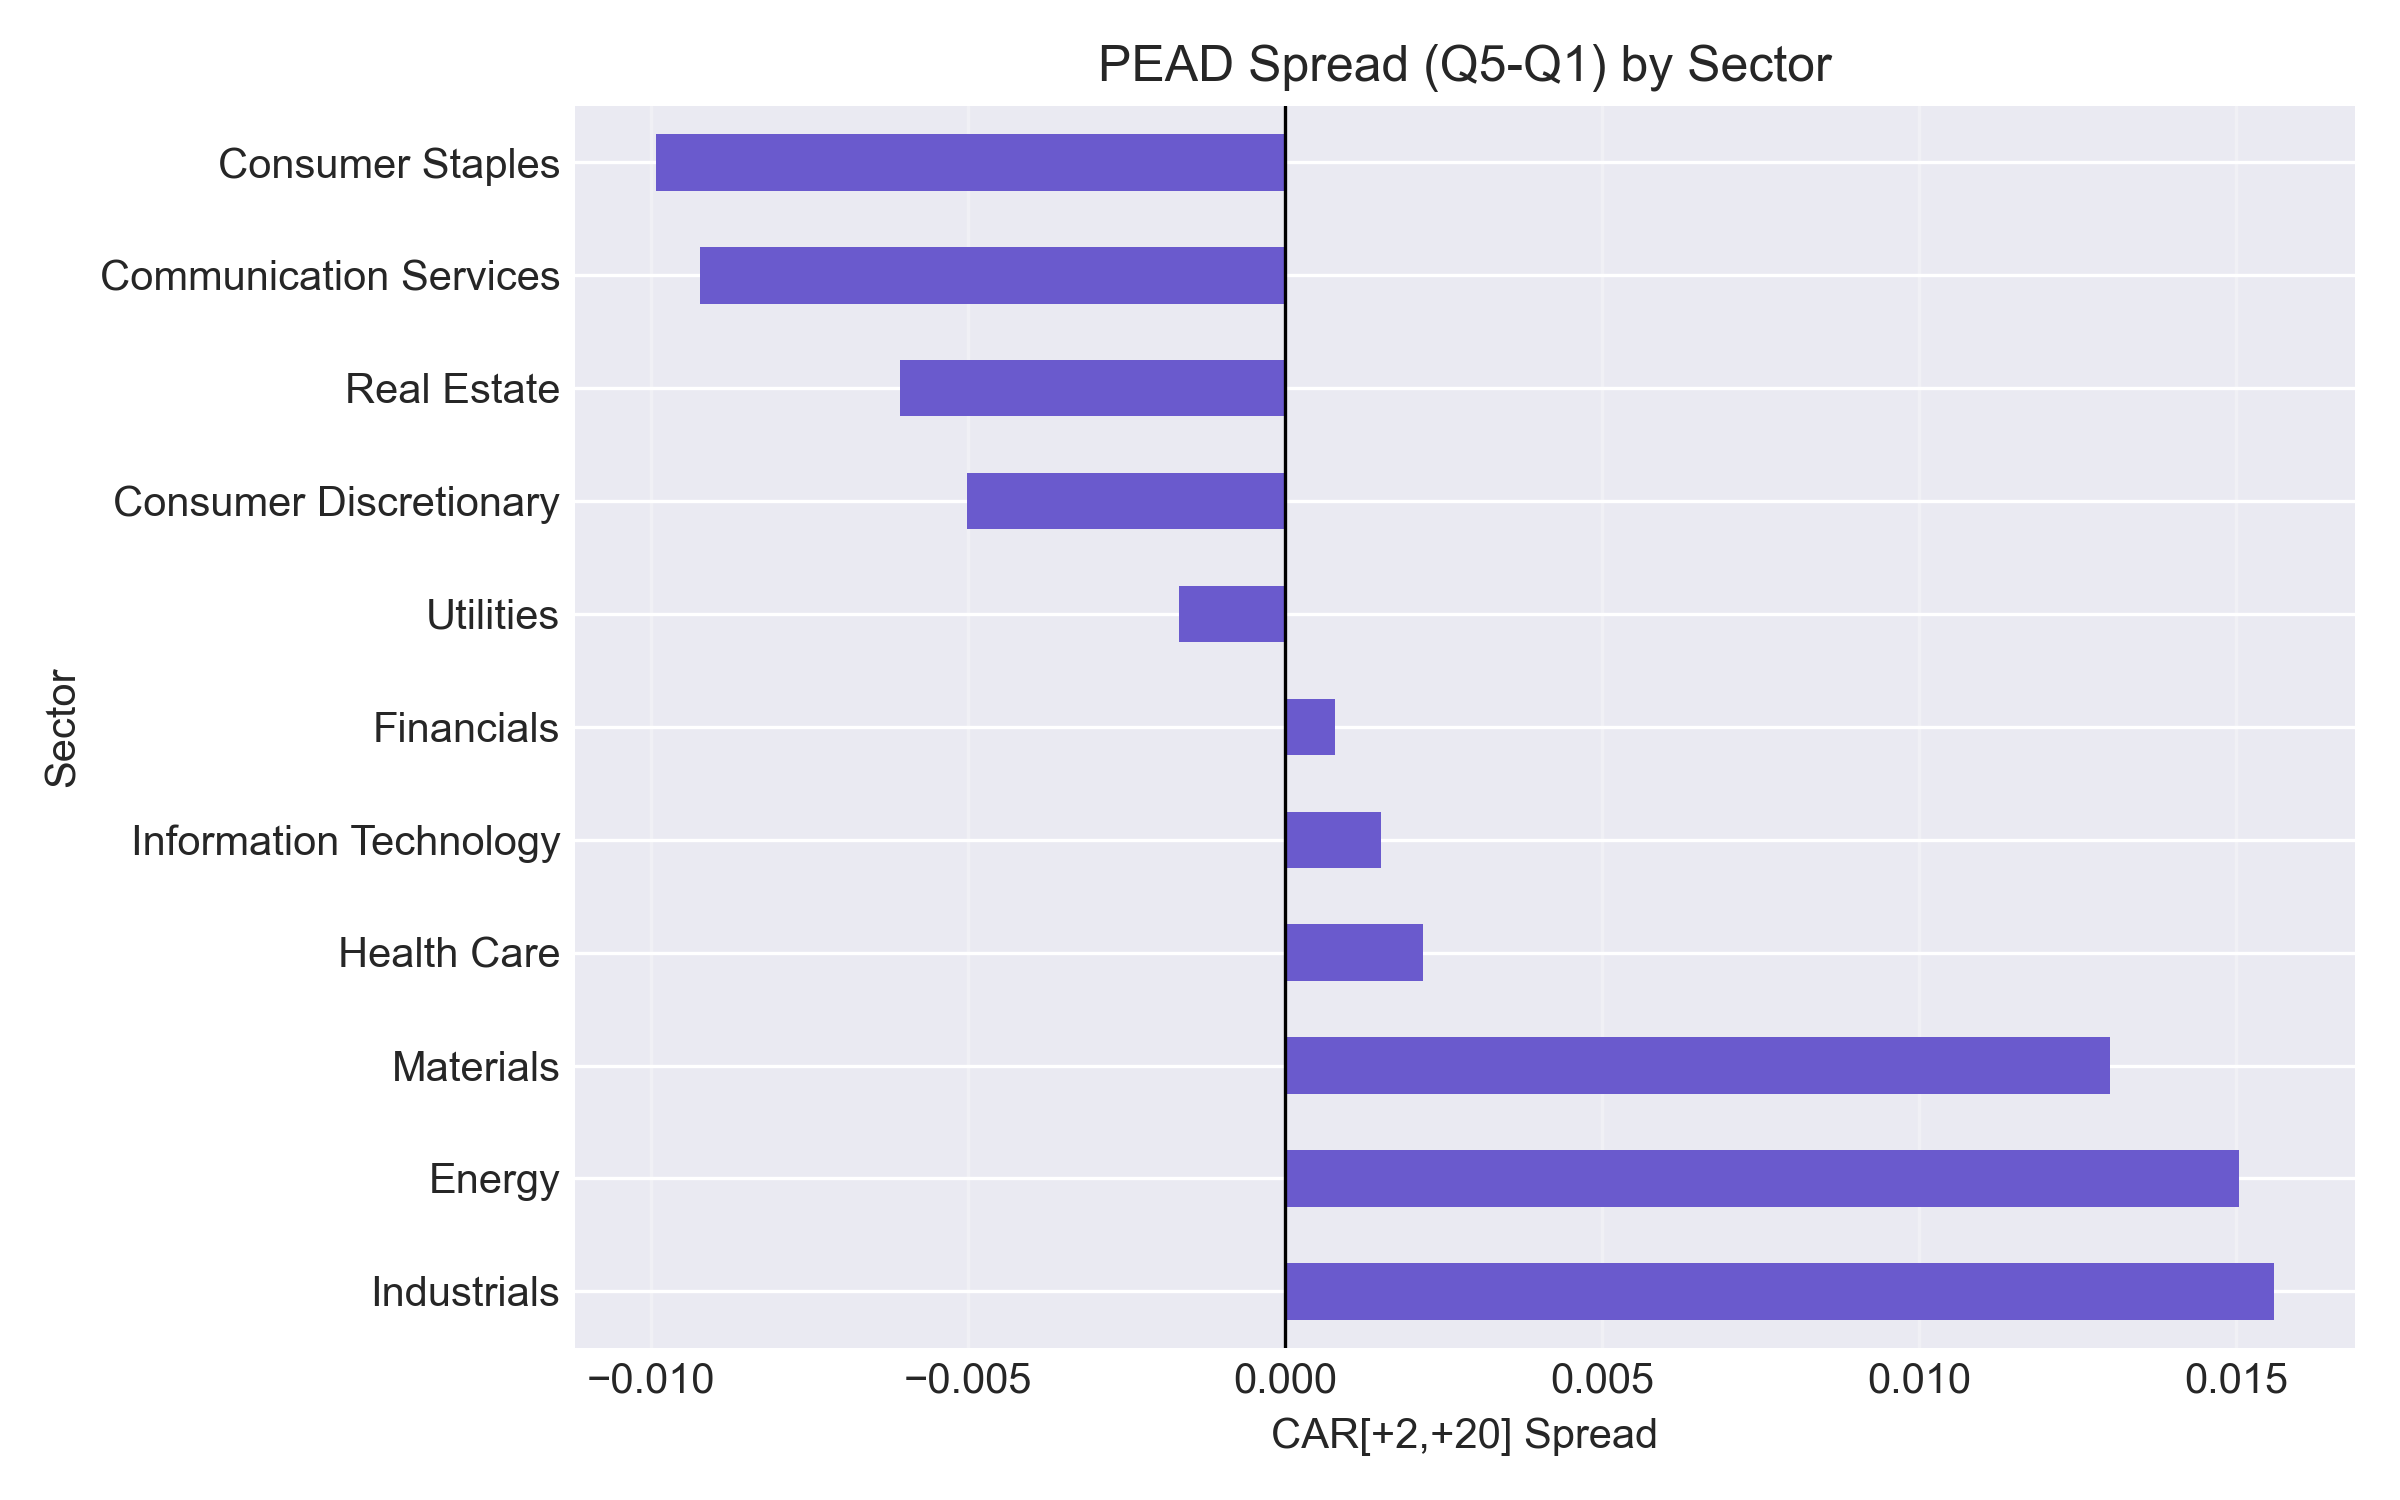 PEAD Spread (Q5-Q1) by Sector
Consumer Staples
Communication Services
Real Estate
Consumer Discretionary
Utilities
Financials
Information Technology
Health Care
Materials
Energy
Industrials
Sector
−0.010
−0.005
0.000
0.005
0.010
0.015
CAR[+2,+20] Spread